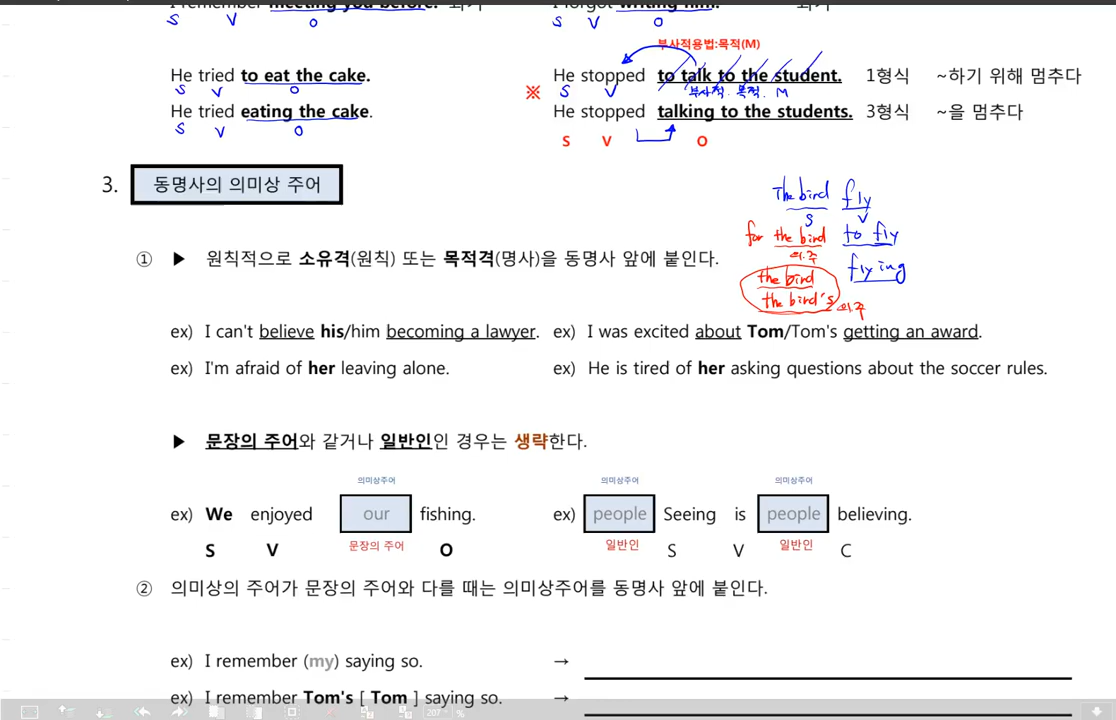 I remember meeting you before. 과거
I forgot writing him. 과거
S V O
S V O
부사적용법:목적(M)
He tried to eat the cake.
S V O
He stopped to talk to the student. 1형식 ~하기 위해 멈추다
S V 부사적. 목적. M
※
He tried eating the cake.
S V O
He stopped talking to the students. 3형식 ~을 멈추다
S V O
3. 동명사의 의미상 주어
The bird fly
S V
for the bird to fly
의.주
the bird flying
the bird's 의.주
① ▶ 원칙적으로 소유격(원칙) 또는 목적격(명사)을 동명사 앞에 붙인다.
ex) I can't believe his/him becoming a lawyer. ex) I was excited about Tom/Tom's getting an award.
ex) I'm afraid of her leaving alone. ex) He is tired of her asking questions about the soccer rules.
▶ 문장의 주어와 같거나 일반인인 경우는 생략한다.
의미상주어 의미상주어 의미상주어
ex) We enjoyed our fishing. ex) people Seeing is people believing.
S V 문장의 주어 O 일반인 S V 일반인 C
② 의미상의 주어가 문장의 주어와 다를 때는 의미상주어를 동명사 앞에 붙인다.
ex) I remember (my) saying so. →
ex) I remember Tom's [ Tom ] saying so. →
207 %